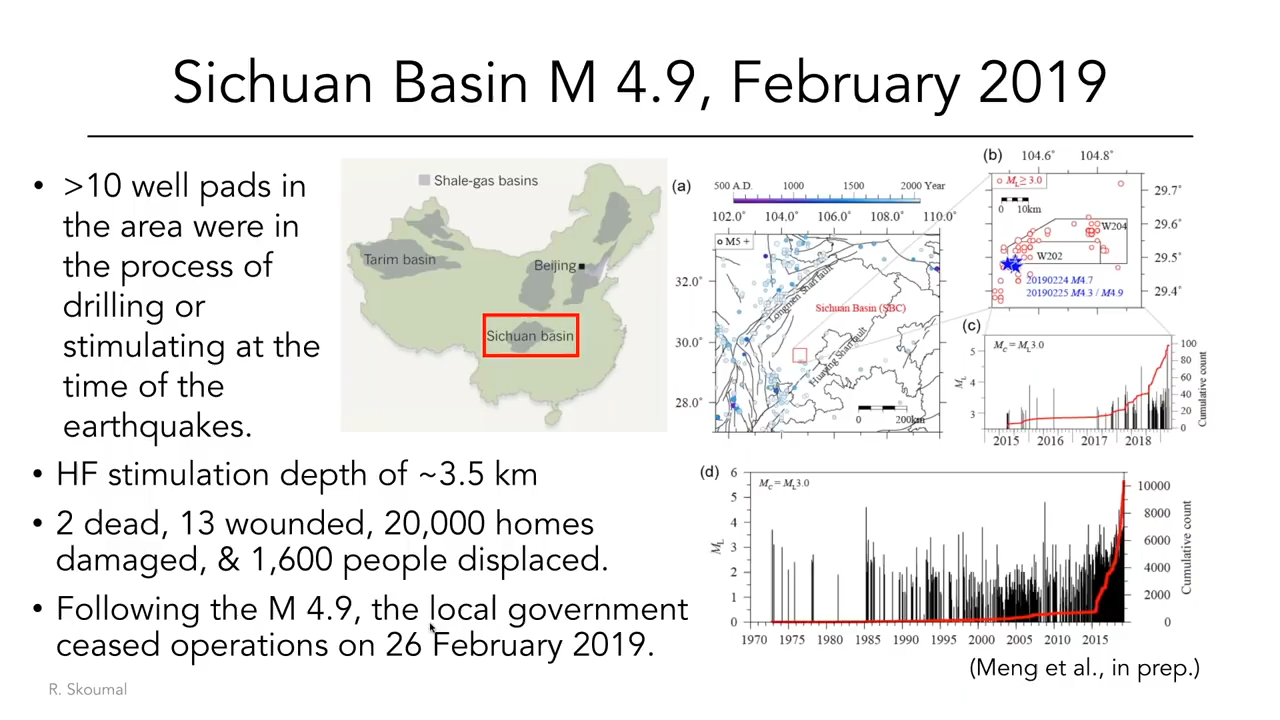 Sichuan Basin M 4.9, February 2019
• >10 well pads in
the area were in
the process of
drilling or
stimulating at the
time of the
earthquakes.
• HF stimulation depth of ~3.5 km
• 2 dead, 13 wounded, 20,000 homes
damaged, & 1,600 people displaced.
• Following the M 4.9, the local government
ceased operations on 26 February 2019.
R. Skoumal
Shale-gas basins
Tarim basin
Beijing
Sichuan basin
(a)
500 A.D. 1000 1500 2000 Year
102.0° 104.0° 106.0° 108.0° 110.0°
M5 +
32.0°
30.0°
28.0°
Longmen Shan fault
Sichuan Basin (SBC)
Huaying Shan fault
0 200km
(b) 104.6° 104.8°
M_L ≥ 3.0
0 10km
29.7°
29.6°
29.5°
29.4°
W204
W202
20190224 M4.7
20190225 M4.3 / M4.9
(c)
M_C = M_L3.0
5
4
3
M_L
100
80
60
40
20
0
Cumulative count
2015 2016 2017 2018
(d)
M_C = M_L3.0
6
5
4
3
2
1
0
M_L
10000
8000
6000
4000
2000
0
Cumulative count
1970 1975 1980 1985 1990 1995 2000 2005 2010 2015
(Meng et al., in prep.)